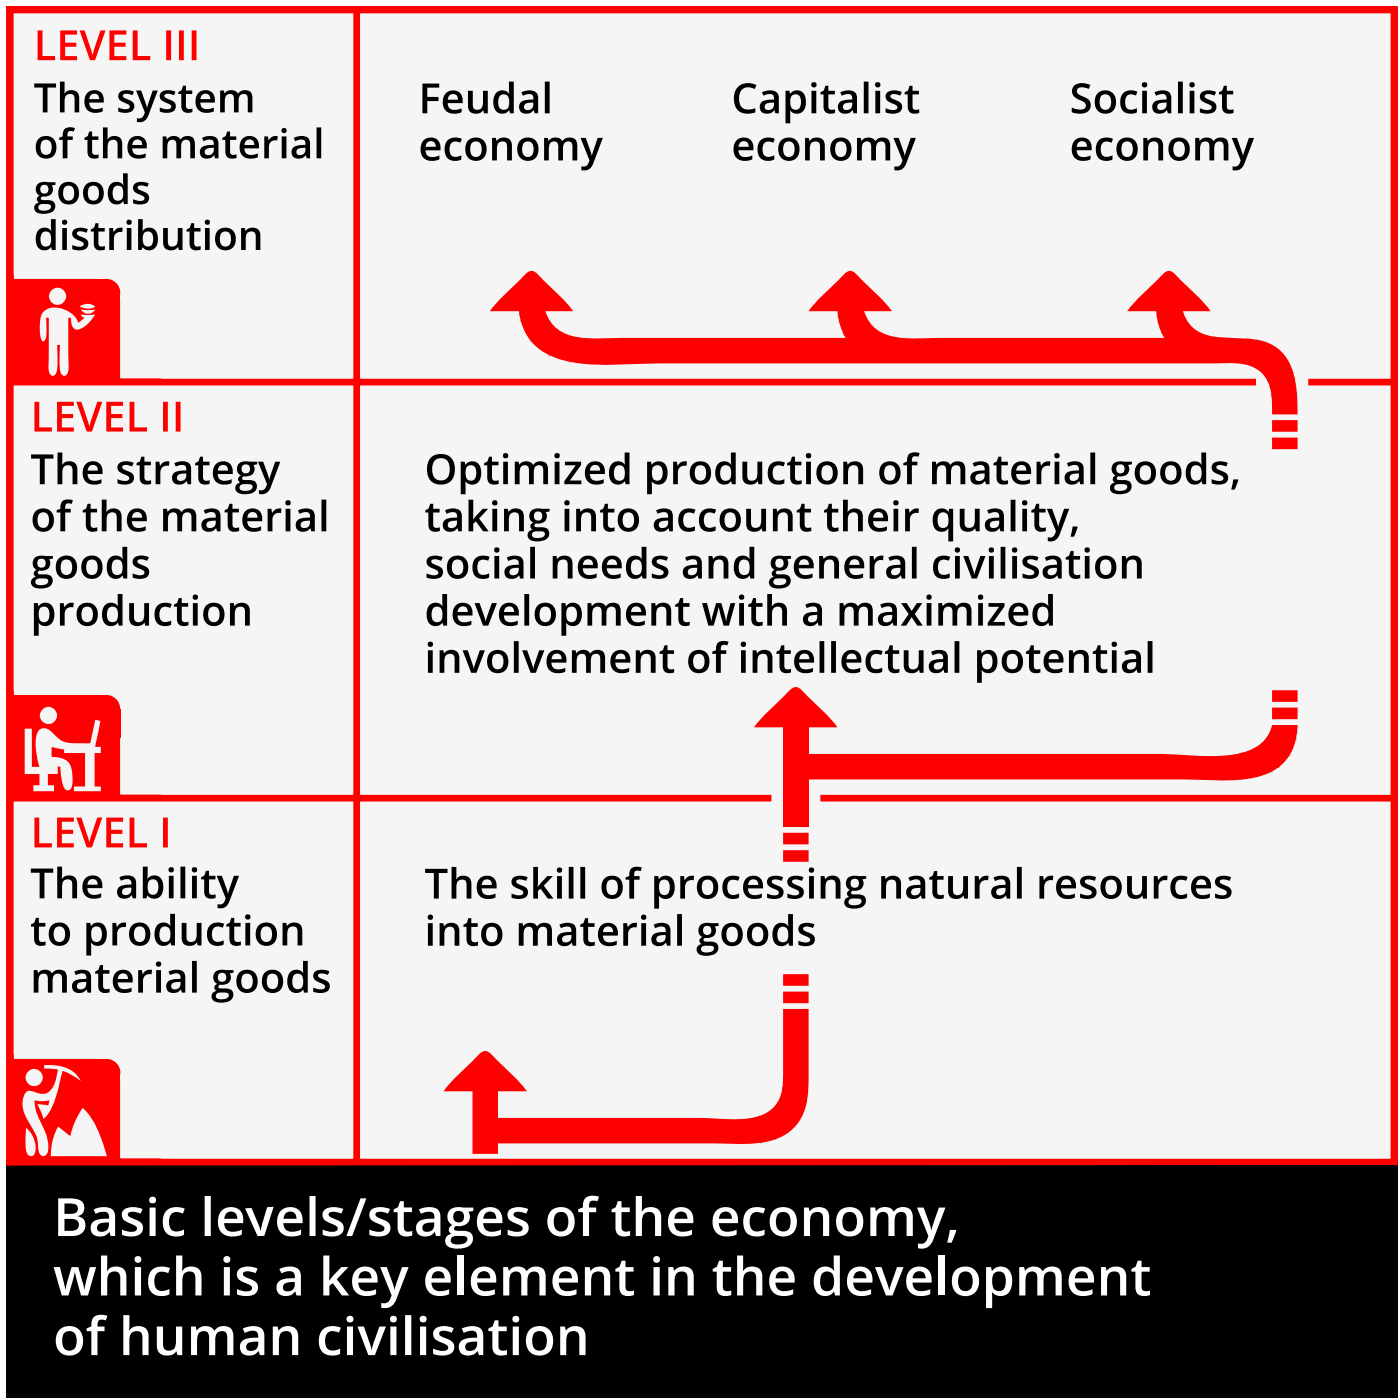 LEVEL III
The system
of the material
goods
distribution
Feudal
economy
Capitalist
economy
Socialist
economy
LEVEL II
The strategy
of the material
goods
production
Optimized production of material goods,
taking into account their quality,
social needs and general civilisation
development with a maximized
involvement of intellectual potential
LEVEL I
The ability
to production
material goods
The skill of processing natural resources
into material goods
Basic levels/stages of the economy,
which is a key element in the development
of human civilisation